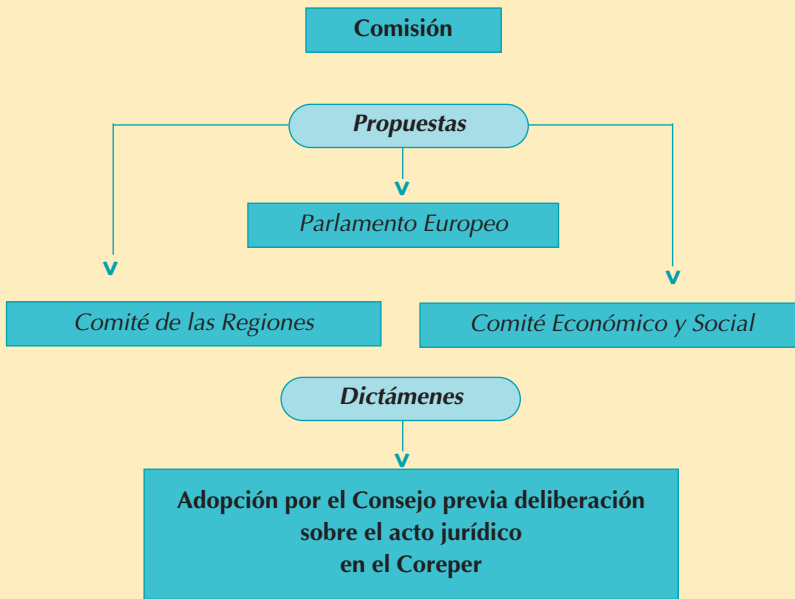 Comisión
Propuestas
Parlamento Europeo
Comité de las Regiones
Comité Económico y Social
Dictámenes
Adopción por el Consejo previa deliberación
sobre el acto jurídico
en el Coreper